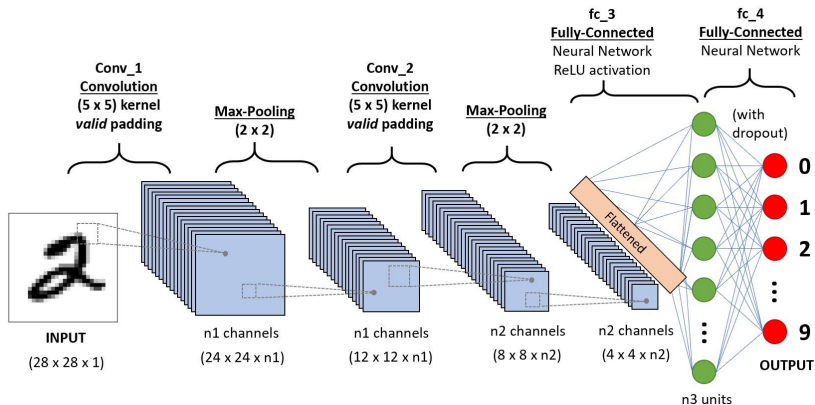 fc_3
Fully-Connected
Neural Network
ReLU activation
fc_4
Fully-Connected
Neural Network
Conv_1
Convolution
(5 x 5) kernel
valid padding
Max-Pooling
(2 x 2)
Conv_2
Convolution
(5 x 5) kernel
valid padding
Max-Pooling
(2 x 2)
(with
dropout)
Flattened
2
0
1
2
9
INPUT
(28 x 28 x 1)
n1 channels
(24 x 24 x n1)
n1 channels
(12 x 12 x n1)
n2 channels
(8 x 8 x n2)
n2 channels
(4 x 4 x n2)
OUTPUT
n3 units